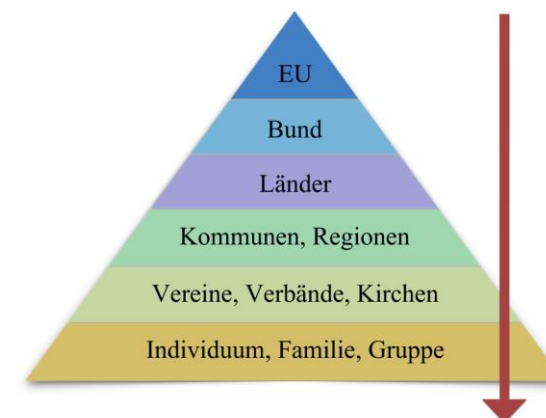 EU
Bund
Länder
Kommunen, Regionen
Vereine, Verbände, Kirchen
Individuum, Familie, Gruppe